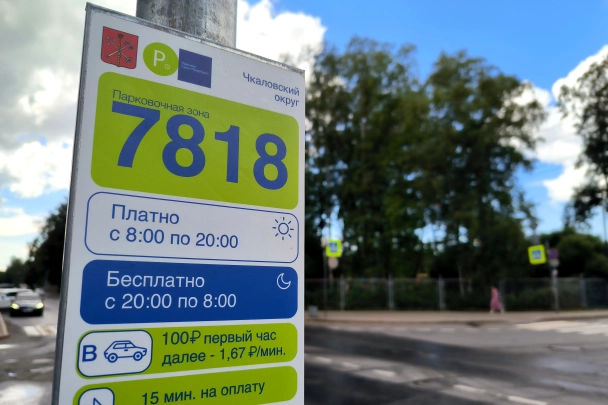 P
Чкаловский
округ
Парковочная зона
7818
Платно
с 8:00 по 20:00
Бесплатно
с 20:00 по 8:00
B
100₽ первый час
далее - 1,67 ₽/мин.
15 мин. на оплату